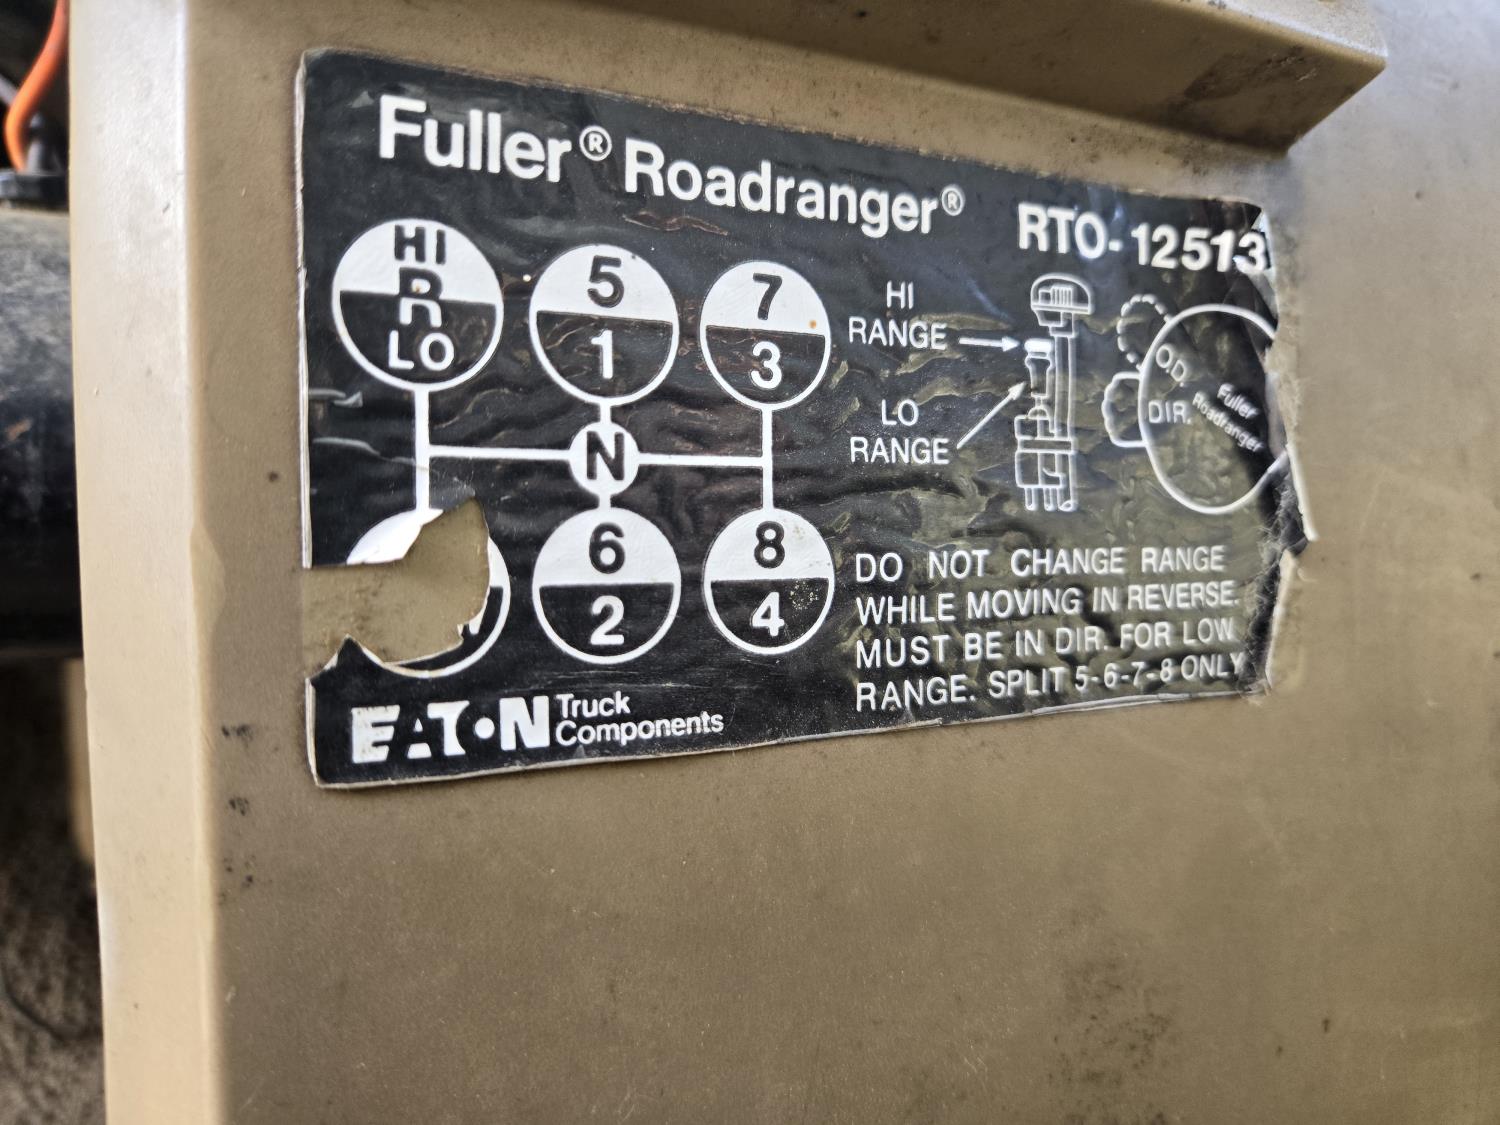 Fuller® Roadranger® RTO-12513
HI
R
LO
5
1
7
3
N
6
2
8
4
HI
RANGE
LO
RANGE
O.D.
DIR.
Fuller
Roadranger
DO NOT CHANGE RANGE
WHILE MOVING IN REVERSE.
MUST BE IN DIR. FOR LOW
RANGE. SPLIT 5-6-7-8 ONLY
EATON Truck
Components